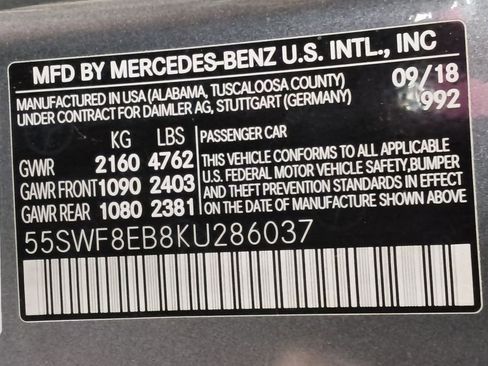 MFD BY MERCEDES-BENZ U.S. INTL., INC
MANUFACTURED IN USA (ALABAMA, TUSCALOOSA COUNTY) 09/18
UNDER CONTRACT FOR DAIMLER AG, STUTTGART (GERMANY) 992
KG LBS PASSENGER CAR
GVWR 2160 4762
GAWR FRONT 1090 2403
GAWR REAR 1080 2381
THIS VEHICLE CONFORMS TO ALL APPLICABLE
U.S. FEDERAL MOTOR VEHICLE SAFETY, BUMPER
AND THEFT PREVENTION STANDARDS IN EFFECT
ON THE DATE OF MANUFACTURE SHOWN ABOVE.
55SWF8EB8KU286037